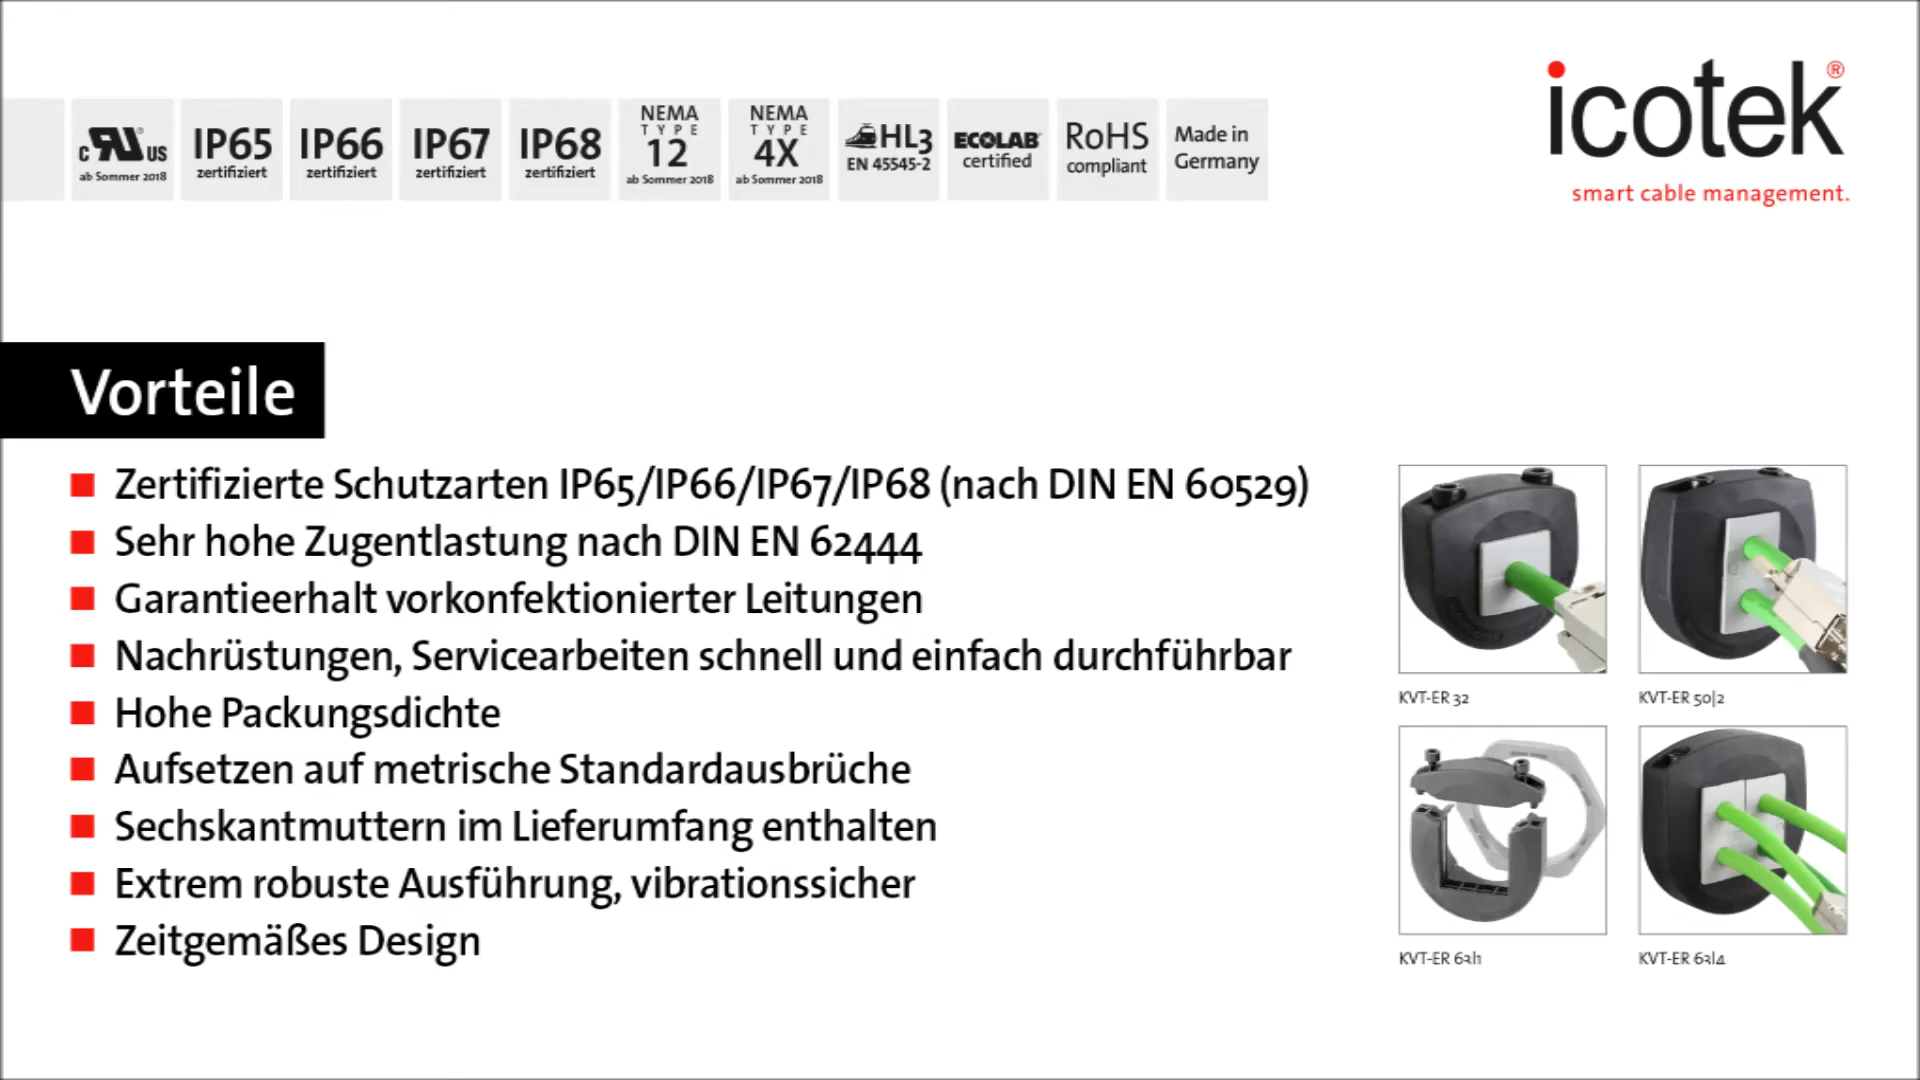 cRUus
ab Sommer 2018
IP65
zertifiziert
IP66
zertifiziert
IP67
zertifiziert
IP68
zertifiziert
NEMA
TYPE
12
ab Sommer 2018
NEMA
TYPE
4X
ab Sommer 2018
HL3
EN 45545-2
ECOLAB®
certified
RoHS
compliant
Made in
Germany
icotek®
smart cable management.
Vorteile
Zertifizierte Schutzarten IP65/IP66/IP67/IP68 (nach DIN EN 60529)
Sehr hohe Zugentlastung nach DIN EN 62444
Garantieerhalt vorkonfektionierter Leitungen
Nachrüstungen, Servicearbeiten schnell und einfach durchführbar
Hohe Packungsdichte
Aufsetzen auf metrische Standardausbrüche
Sechskantmuttern im Lieferumfang enthalten
Extrem robuste Ausführung, vibrationssicher
Zeitgemäßes Design
KVT-ER 32
KVT-ER 50|2
KVT-ER 63|1
KVT-ER 63|4